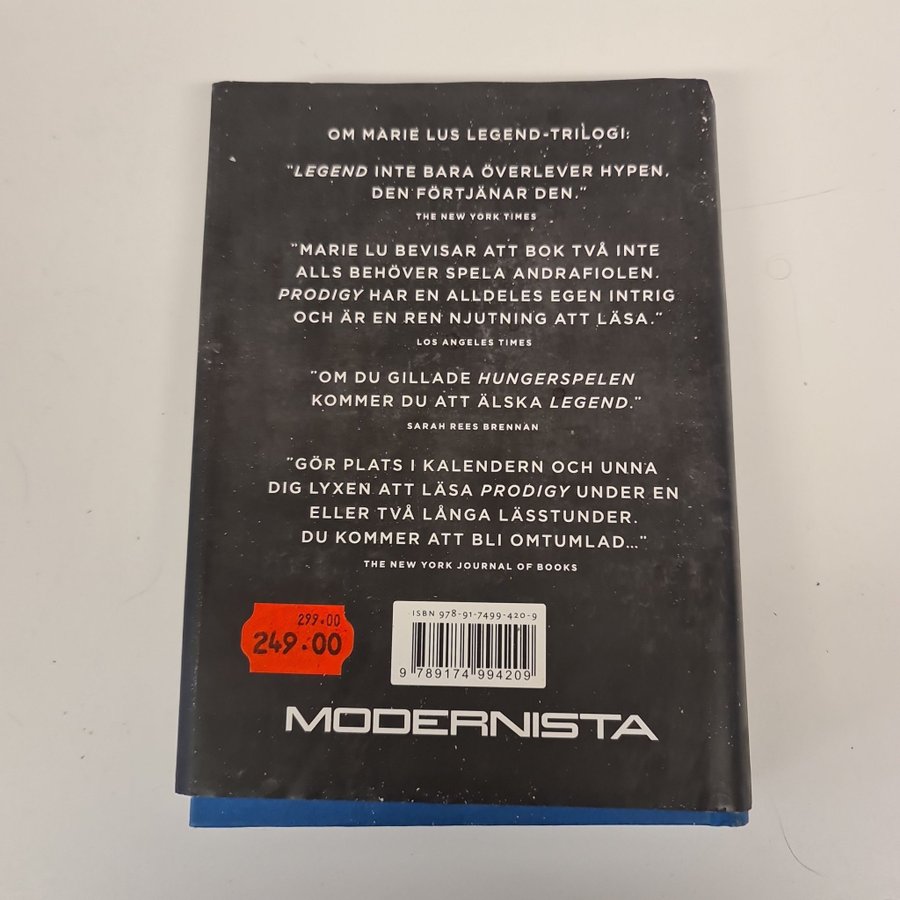 OM MARIE LUS LEGEND-TRILOGI:
"LEGEND INTE BARA ÖVERLEVER HYPEN,
DEN FÖRTJÄNAR DEN."
THE NEW YORK TIMES
"MARIE LU BEVISAR ATT BOK TVÅ INTE
ALLS BEHÖVER SPELA ANDRAFIOLEN.
PRODIGY HAR EN ALLDELES EGEN INTRIG
OCH ÄR EN REN NJUTNING ATT LÄSA."
LOS ANGELES TIMES
"OM DU GILLADE HUNGERSPELEN
KOMMER DU ATT ÄLSKA LEGEND."
SARAH REES BRENNAN
"GÖR PLATS I KALENDERN OCH UNNA
DIG LYXEN ATT LÄSA PRODIGY UNDER EN
ELLER TVÅ LÅNGA LÄSSTUNDER.
DU KOMMER ATT BLI OMTUMLAD..."
THE NEW YORK JOURNAL OF BOOKS
299.00
249.00
ISBN 978-91-7499-420-9
9 789174 994209
MODERNISTA